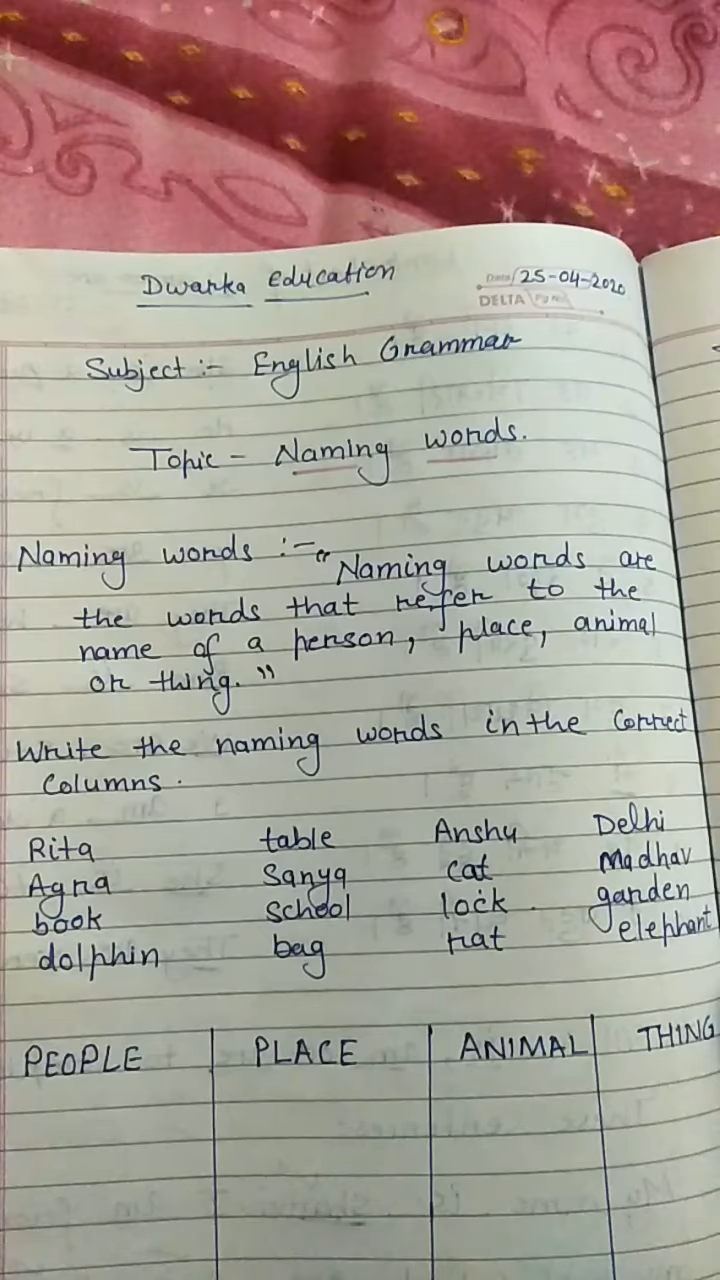 Dwarka Education
Date 25-04-2020
DELTA Pg No.
Subject :- English Grammar
Topic - Naming words.
Naming words :- "Naming words are
the words that refer to the
name of a person, place, animal
or thing."
Write the naming words in the Correct
Columns.
Rita table Anshu Delhi
Agra Sanya cat Madhav
book School lock garden
dolphin bag rat elephant
PEOPLE PLACE ANIMAL THING